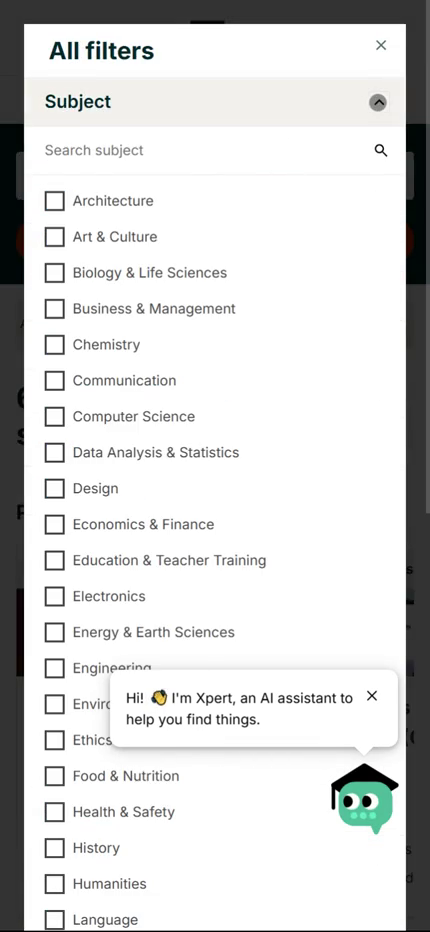 All filters
Subject
Search subject
Architecture
Art & Culture
Biology & Life Sciences
Business & Management
Chemistry
Communication
Computer Science
Data Analysis & Statistics
Design
Economics & Finance
Education & Teacher Training
Electronics
Energy & Earth Sciences
Engineering
Hi! 👋 I'm Xpert, an AI assistant to
help you find things.
Ethics
Food & Nutrition
Health & Safety
History
Humanities
Language